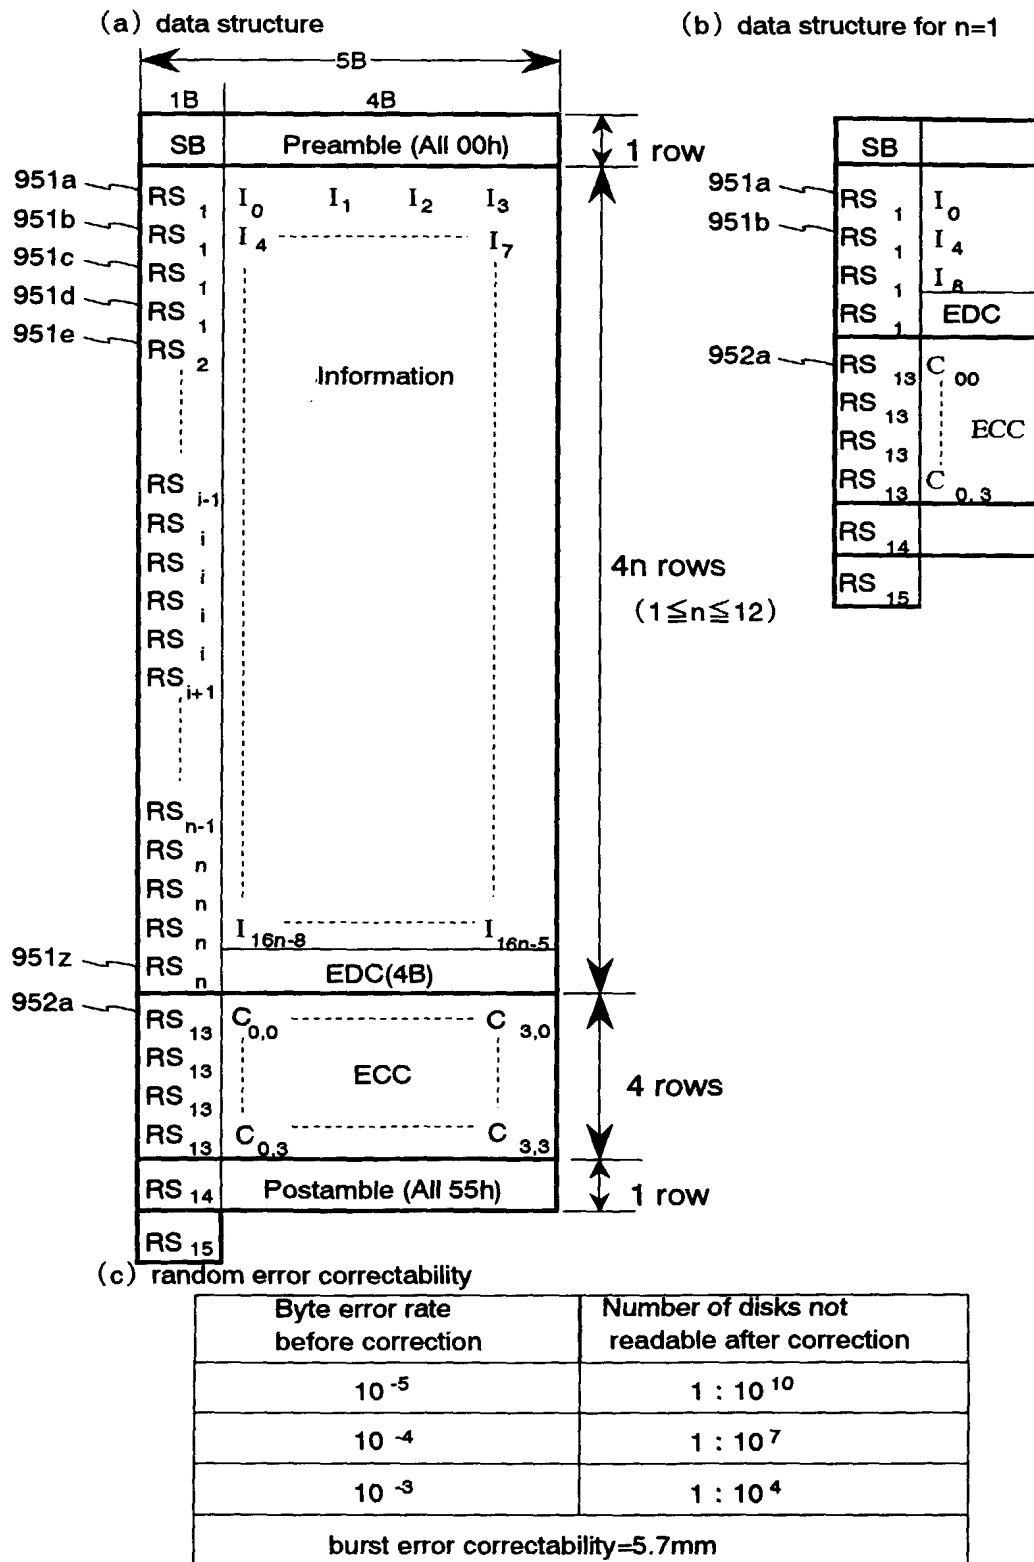 (a) data structure
(b) data structure for n=1
5B
1B 4B
SB Preamble (All 00h)
1 row
SB
951a RS 1 I0 I1 I2 I3
951b RS 1 I4 I7
951c RS 1
951d RS 1
951e RS 2
Information
RS i-1
RS i
RS i
RS i
RS i
RS i+1
RS n-1
RS n
RS n
RS n I16n-8 I16n-5
951z RS n EDC(4B)
4n rows
(1≦n≦12)
952a RS 13 C0,0 C3,0
RS 13
ECC
RS 13
RS 13 C0,3 C3,3
4 rows
RS 14 Postamble (All 55h)
1 row
RS 15
951a RS 1 I0
951b RS 1 I4
RS 1 I8
RS 1 EDC
952a RS 13 C00
RS 13
ECC
RS 13
RS 13 C0,3
RS 14
RS 15
(c) random error correctability
Byte error rate before correction
Number of disks not readable after correction
10-5 1 : 10 10
10-4 1 : 10 7
10-3 1 : 10 4
burst error correctability=5.7mm